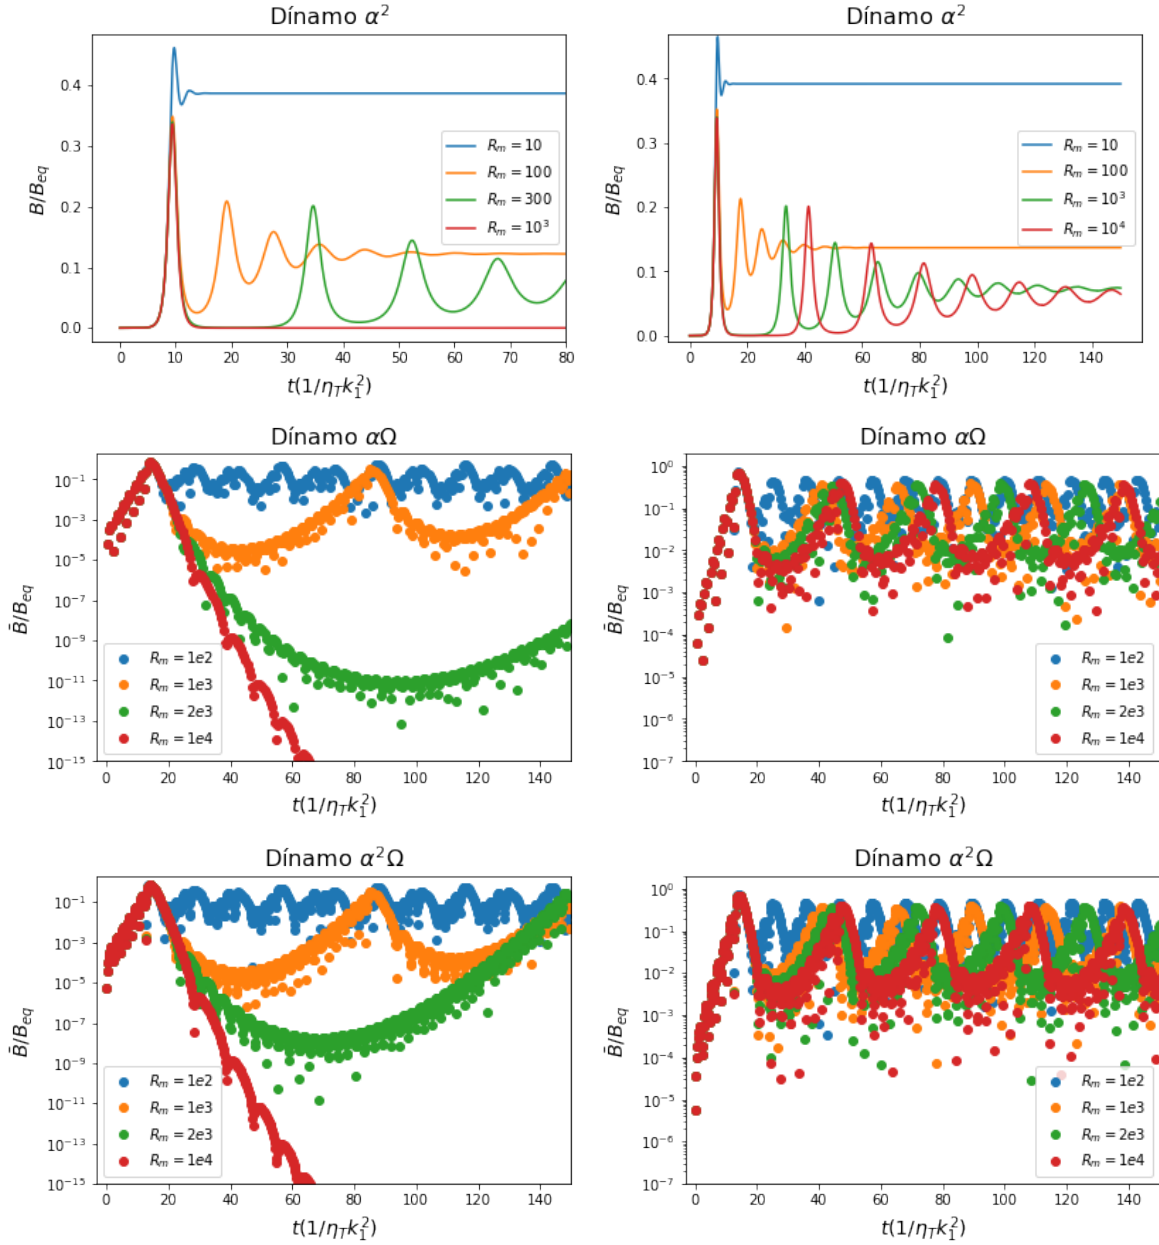 Dínamo α²
B/B_eq
0.4
0.3
0.2
0.1
0.0
R_m = 10
R_m = 100
R_m = 300
R_m = 10³
0 10 20 30 40 50 60 70 80
t(1/η_T k₁²)
Dínamo α²
B/B_eq
0.4
0.3
0.2
0.1
0.0
R_m = 10
R_m = 100
R_m = 10³
R_m = 10⁴
0 20 40 60 80 100 120 140
t(1/η_T k₁²)
Dínamo αΩ
B̄/B_eq
10⁻¹
10⁻³
10⁻⁵
10⁻⁷
10⁻⁹
10⁻¹¹
10⁻¹³
10⁻¹⁵
R_m = 1e2
R_m = 1e3
R_m = 2e3
R_m = 1e4
0 20 40 60 80 100 120 140
t(1/η_T k₁²)
Dínamo αΩ
B̄/B_eq
10⁰
10⁻¹
10⁻²
10⁻³
10⁻⁴
10⁻⁵
10⁻⁶
10⁻⁷
R_m = 1e2
R_m = 1e3
R_m = 2e3
R_m = 1e4
0 20 40 60 80 100 120 140
t(1/η_T k₁²)
Dínamo α²Ω
B̄/B_eq
10⁻¹
10⁻³
10⁻⁵
10⁻⁷
10⁻⁹
10⁻¹¹
10⁻¹³
10⁻¹⁵
R_m = 1e2
R_m = 1e3
R_m = 2e3
R_m = 1e4
0 20 40 60 80 100 120 140
t(1/η_T k₁²)
Dínamo α²Ω
B̄/B_eq
10⁰
10⁻¹
10⁻²
10⁻³
10⁻⁴
10⁻⁵
10⁻⁶
10⁻⁷
R_m = 1e2
R_m = 1e3
R_m = 2e3
R_m = 1e4
0 20 40 60 80 100 120 140
t(1/η_T k₁²)